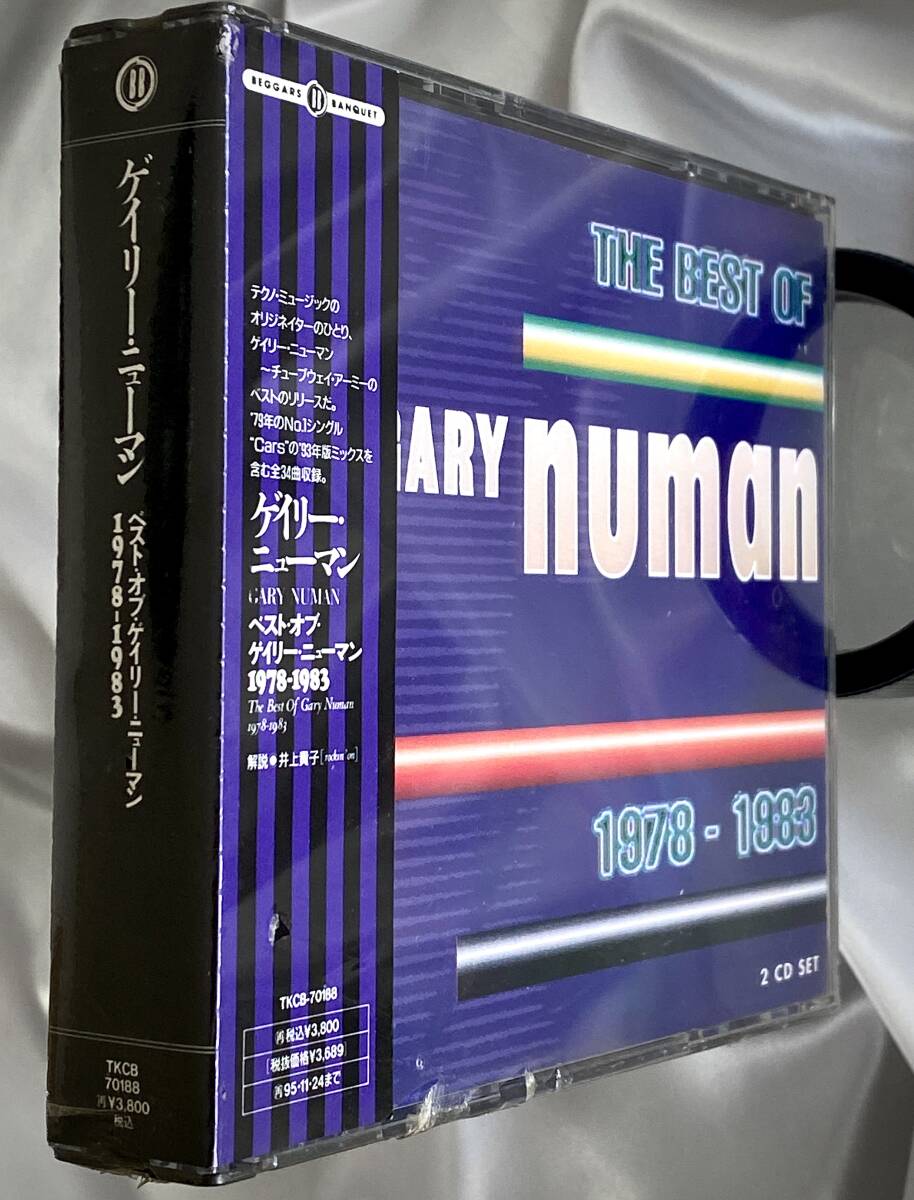 BB
ゲイリー・ニューマン
ベスト・オブ・ゲイリー・ニューマン
1978-1983
TKCB
70188
再¥3,800
税込
BEGGARS BB BANQUET
テクノ・ミュージックの
オリジネイターのひとり、
ゲイリー・ニューマン
〜チューブウェイ・アーミーの
ベストのリリースだ。
'79年のNo.1シングル
"Cars"の'93年版ミックスを
含む全34曲収録。
ゲイリー・
ニューマン
GARY NUMAN
ベスト・オブ・
ゲイリー・ニューマン
1978-1983
The Best Of Gary Numan
1978-1983
解説●井上貴子[rockin'on]
TKCB-70188
再税込¥3,800
[税抜価格¥3,689]
再95・11・24まで
THE BEST OF
GARY numan
1978 - 1983
2 CD SET